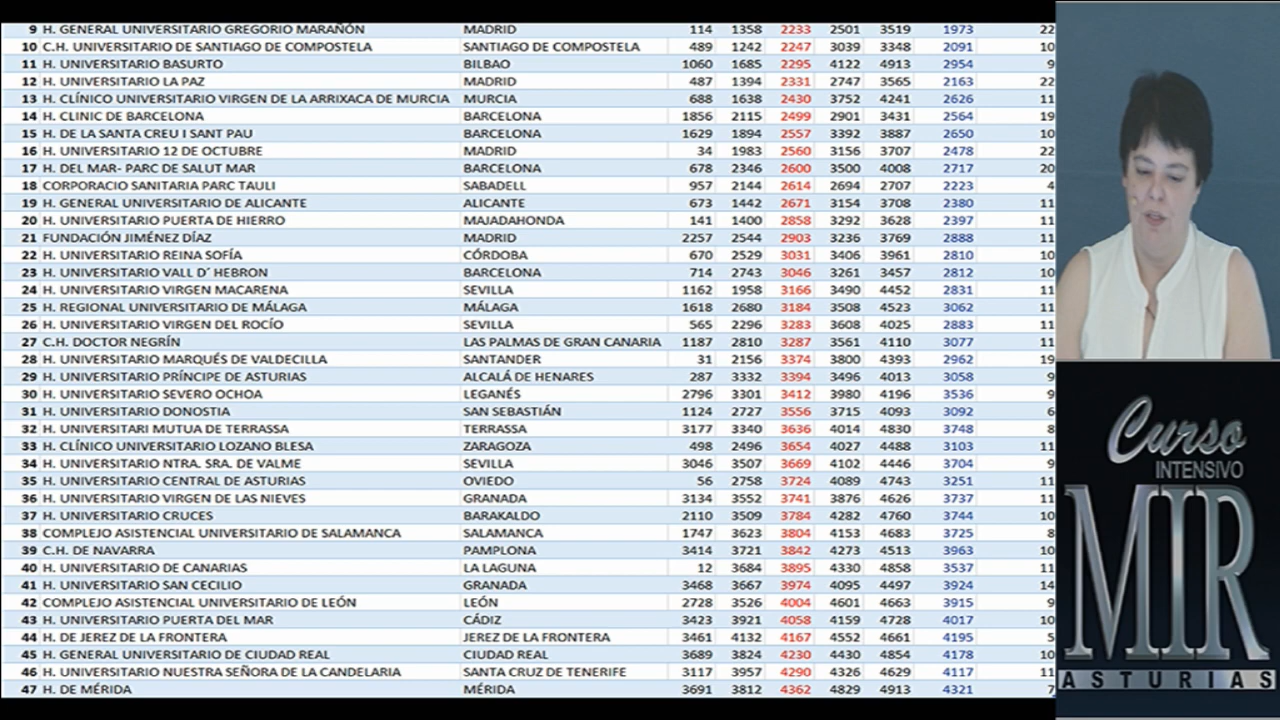 9 H. GENERAL UNIVERSITARIO GREGORIO MARAÑÓN MADRID 114 1358 2233 2501 3519 1973 22
10 C.H. UNIVERSITARIO DE SANTIAGO DE COMPOSTELA SANTIAGO DE COMPOSTELA 489 1242 2247 3039 3348 2091 10
11 H. UNIVERSITARIO BASURTO BILBAO 1060 1685 2295 4122 4913 2954 9
12 H. UNIVERSITARIO LA PAZ MADRID 487 1394 2331 2747 3565 2163 22
13 H. CLÍNICO UNIVERSITARIO VIRGEN DE LA ARRIXACA DE MURCIA MURCIA 688 1638 2430 3752 4241 2626 11
14 H. CLINIC DE BARCELONA BARCELONA 1856 2115 2499 2901 3431 2564 19
15 H. DE LA SANTA CREU I SANT PAU BARCELONA 1629 1894 2557 3392 3887 2650 10
16 H. UNIVERSITARIO 12 DE OCTUBRE MADRID 34 1983 2560 3156 3707 2478 22
17 H. DEL MAR- PARC DE SALUT MAR BARCELONA 678 2346 2600 3500 4008 2717 20
18 CORPORACIO SANITARIA PARC TAULI SABADELL 957 2144 2614 2694 2707 2223 4
19 H. GENERAL UNIVERSITARIO DE ALICANTE ALICANTE 673 1442 2671 3154 3708 2380 11
20 H. UNIVERSITARIO PUERTA DE HIERRO MAJADAHONDA 141 1400 2858 3292 3628 2397 11
21 FUNDACIÓN JIMÉNEZ DÍAZ MADRID 2257 2544 2903 3236 3769 2888 11
22 H. UNIVERSITARIO REINA SOFÍA CÓRDOBA 670 2529 3031 3406 3961 2810 10
23 H. UNIVERSITARIO VALL D´ HEBRON BARCELONA 714 2743 3046 3261 3457 2812 10
24 H. UNIVERSITARIO VIRGEN MACARENA SEVILLA 1162 1958 3166 3490 4452 2831 11
25 H. REGIONAL UNIVERSITARIO DE MÁLAGA MÁLAGA 1618 2680 3184 3508 4523 3062 11
26 H. UNIVERSITARIO VIRGEN DEL ROCÍO SEVILLA 565 2296 3283 3608 4025 2883 11
27 C.H. DOCTOR NEGRÍN LAS PALMAS DE GRAN CANARIA 1187 2810 3287 3561 4110 3077 11
28 H. UNIVERSITARIO MARQUÉS DE VALDECILLA SANTANDER 31 2156 3374 3800 4393 2962 19
29 H. UNIVERSITARIO PRÍNCIPE DE ASTURIAS ALCALÁ DE HENARES 287 3332 3394 3496 4013 3058 9
30 H. UNIVERSITARIO SEVERO OCHOA LEGANÉS 2796 3301 3412 3980 4196 3536 9
31 H. UNIVERSITARIO DONOSTIA SAN SEBASTIÁN 1124 2727 3556 3715 4093 3092 6
32 H. UNIVERSITARI MUTUA DE TERRASSA TERRASSA 3177 3340 3636 4014 4830 3748 8
33 H. CLÍNICO UNIVERSITARIO LOZANO BLESA ZARAGOZA 498 2496 3654 4027 4488 3103 11
34 H. UNIVERSITARIO NTRA. SRA. DE VALME SEVILLA 3046 3507 3669 4102 4446 3704 9
35 H. UNIVERSITARIO CENTRAL DE ASTURIAS OVIEDO 56 2758 3724 4089 4743 3251 11
36 H. UNIVERSITARIO VIRGEN DE LAS NIEVES GRANADA 3134 3552 3741 3876 4626 3737 11
37 H. UNIVERSITARIO CRUCES BARAKALDO 2110 3509 3784 4282 4760 3744 10
38 COMPLEJO ASISTENCIAL UNIVERSITARIO DE SALAMANCA SALAMANCA 1747 3623 3804 4153 4683 3725 8
39 C.H. DE NAVARRA PAMPLONA 3414 3721 3842 4273 4513 3963 10
40 H. UNIVERSITARIO DE CANARIAS LA LAGUNA 12 3684 3895 4330 4858 3537 11
41 H. UNIVERSITARIO SAN CECILIO GRANADA 3468 3667 3974 4095 4497 3924 14
42 COMPLEJO ASISTENCIAL UNIVERSITARIO DE LEÓN LEÓN 2728 3526 4004 4601 4663 3915 9
43 H. UNIVERSITARIO PUERTA DEL MAR CÁDIZ 3423 3921 4058 4159 4728 4017 10
44 H. DE JEREZ DE LA FRONTERA JEREZ DE LA FRONTERA 3461 4132 4167 4552 4661 4195 5
45 H. GENERAL UNIVERSITARIO DE CIUDAD REAL CIUDAD REAL 3689 3824 4230 4430 4854 4178 10
46 H. UNIVERSITARIO NUESTRA SEÑORA DE LA CANDELARIA SANTA CRUZ DE TENERIFE 3117 3957 4290 4326 4629 4117 11
47 H. DE MÉRIDA MÉRIDA 3691 3812 4362 4829 4913 4321 7
Curso
INTENSIVO
MIR
ASTURIAS